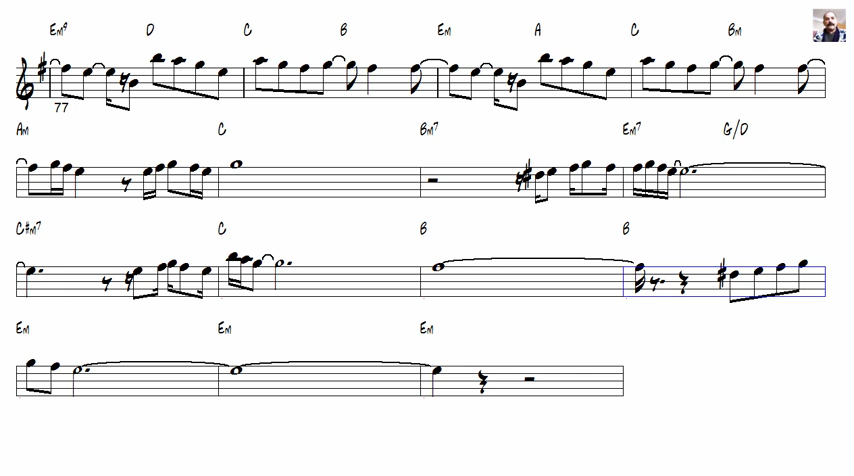 Em9 D C B Em A C Bm
77
Am C Bm7 Em7 G/D
C#m7 C B B
Em Em Em